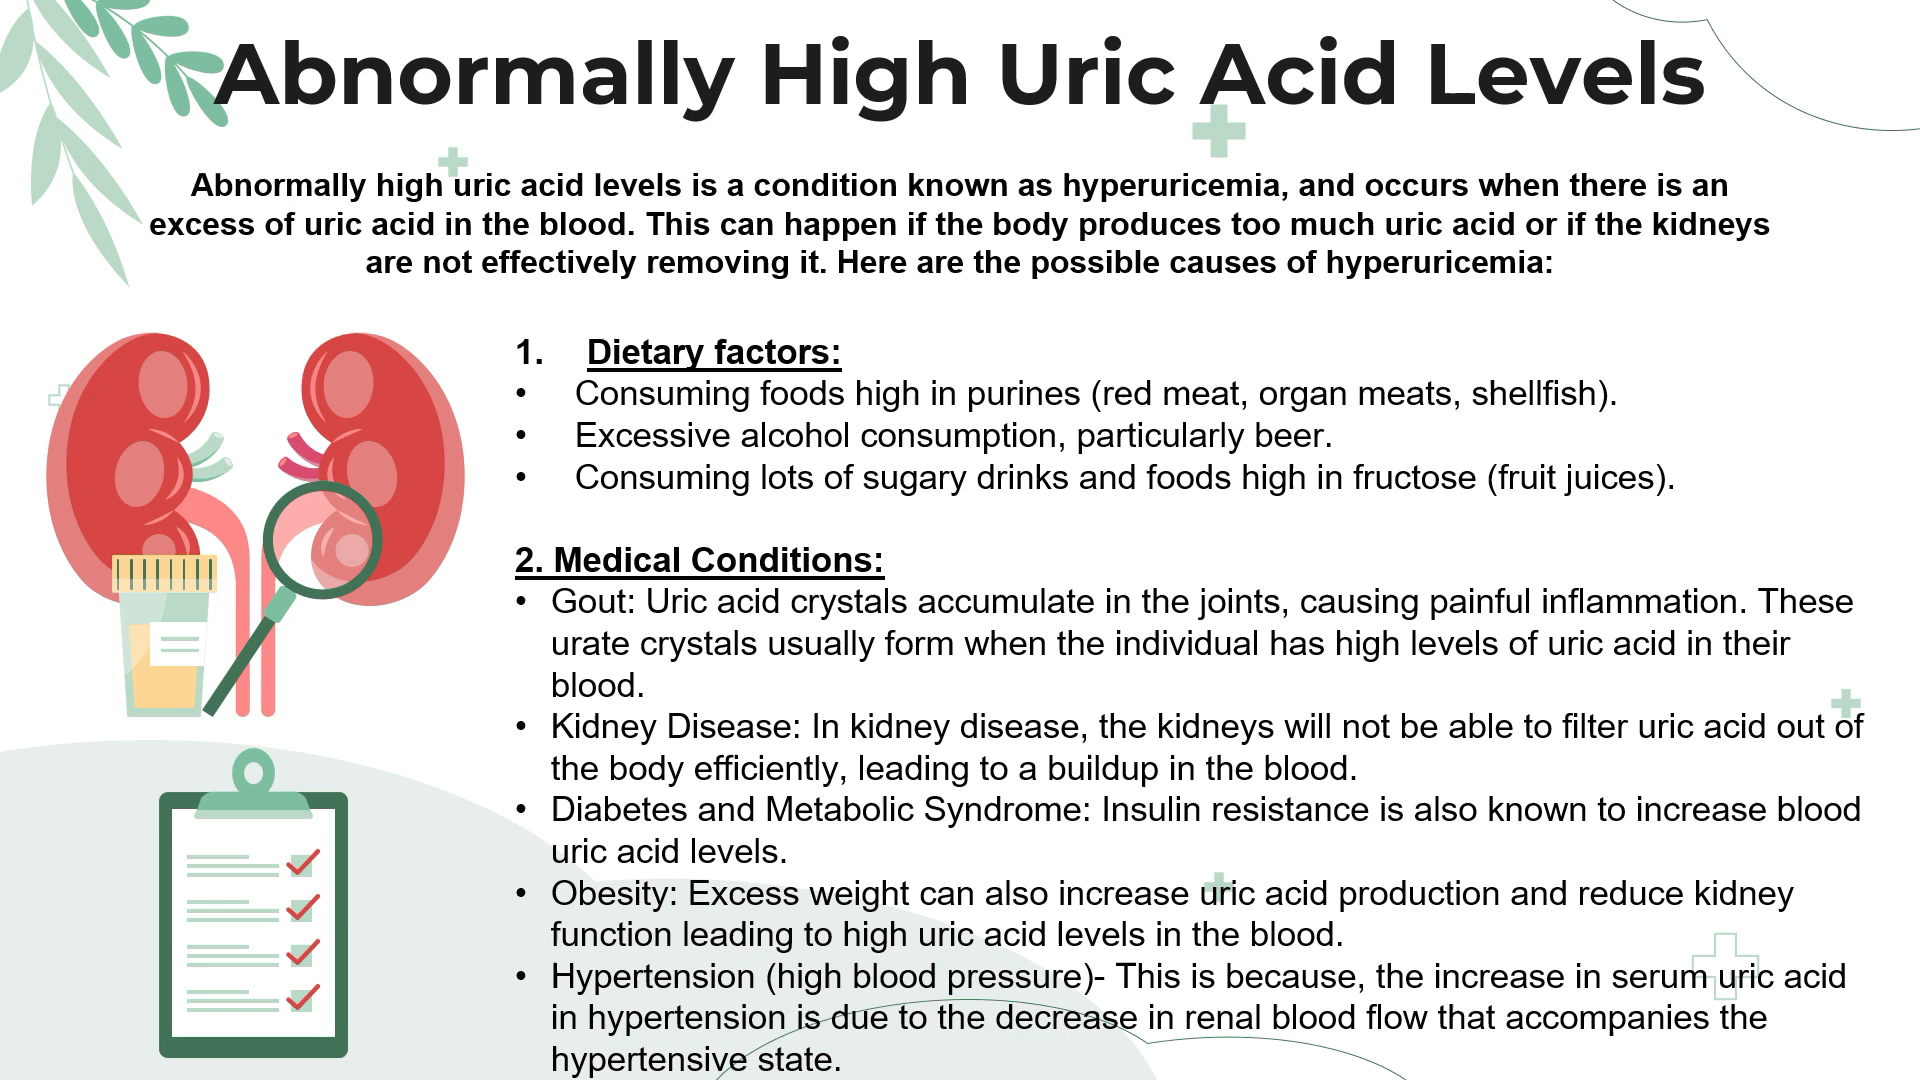 Abnormally High Uric Acid Levels
Abnormally high uric acid levels is a condition known as hyperuricemia, and occurs when there is an
excess of uric acid in the blood. This can happen if the body produces too much uric acid or if the kidneys
are not effectively removing it. Here are the possible causes of hyperuricemia:
1. Dietary factors:
• Consuming foods high in purines (red meat, organ meats, shellfish).
• Excessive alcohol consumption, particularly beer.
• Consuming lots of sugary drinks and foods high in fructose (fruit juices).
2. Medical Conditions:
• Gout: Uric acid crystals accumulate in the joints, causing painful inflammation. These
urate crystals usually form when the individual has high levels of uric acid in their
blood.
• Kidney Disease: In kidney disease, the kidneys will not be able to filter uric acid out of
the body efficiently, leading to a buildup in the blood.
• Diabetes and Metabolic Syndrome: Insulin resistance is also known to increase blood
uric acid levels.
• Obesity: Excess weight can also increase uric acid production and reduce kidney
function leading to high uric acid levels in the blood.
• Hypertension (high blood pressure)- This is because, the increase in serum uric acid
in hypertension is due to the decrease in renal blood flow that accompanies the
hypertensive state.